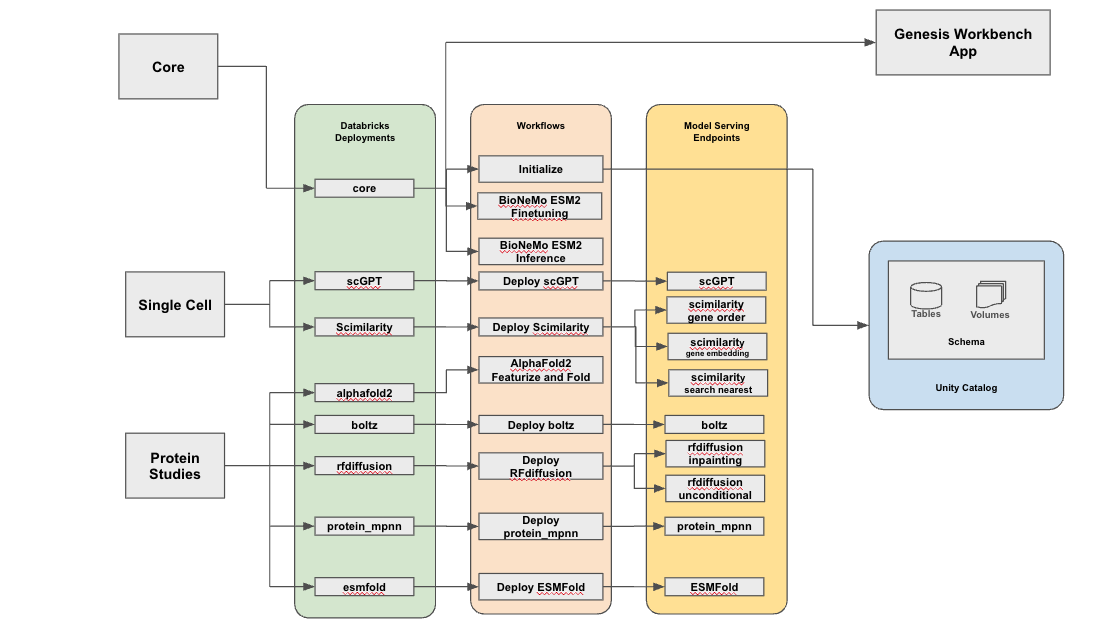 Core
Genesis Workbench
App
Databricks
Deployments
Workflows
Model Serving
Endpoints
core
Initialize
BioNeMo ESM2
Finetuning
BioNeMo ESM2
Inference
Single Cell
scGPT
Deploy scGPT
scGPT
scimilarity
gene order
Scimilarity
Deploy Scimilarity
scimilarity
gene embedding
AlphaFold2
Featurize and Fold
scimilarity
search nearest
Tables
Volumes
Schema
Unity Catalog
Protein
Studies
alphafold2
boltz
Deploy boltz
boltz
rfdiffusion
Deploy
RFdiffusion
rfdiffusion
inpainting
rfdiffusion
unconditional
protein_mpnn
Deploy
protein_mpnn
protein_mpnn
esmfold
Deploy ESMFold
ESMFold